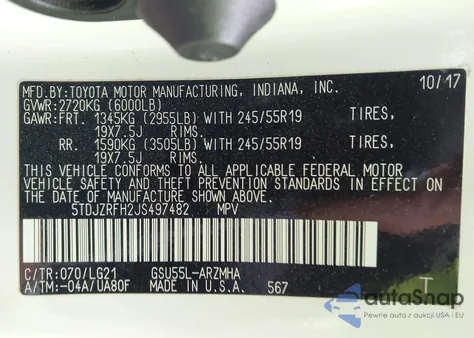 MFD.BY:TOYOTA MOTOR MANUFACTURING, INDIANA, INC. 10/17
GVWR:2720KG (6000LB)
GAWR:FRT. 1345KG (2955LB) WITH 245/55R19 TIRES,
19X7.5J RIMS.
RR. 1590KG (3505LB) WITH 245/55R19 TIRES,
19X7.5J RIMS.
THIS VEHICLE CONFORMS TO ALL APPLICABLE FEDERAL MOTOR
VEHICLE SAFETY AND THEFT PREVENTION STANDARDS IN EFFECT ON
THE DATE OF MANUFACTURE SHOWN ABOVE.
5TDJZRFH2JS497482 MPV
C/TR:070/LG21 GSU55L-ARZMHA
A/TM:-04A/UA80F MADE IN U.S.A. 567 T
autoSnap
Pewne auta z aukcji USA i EU